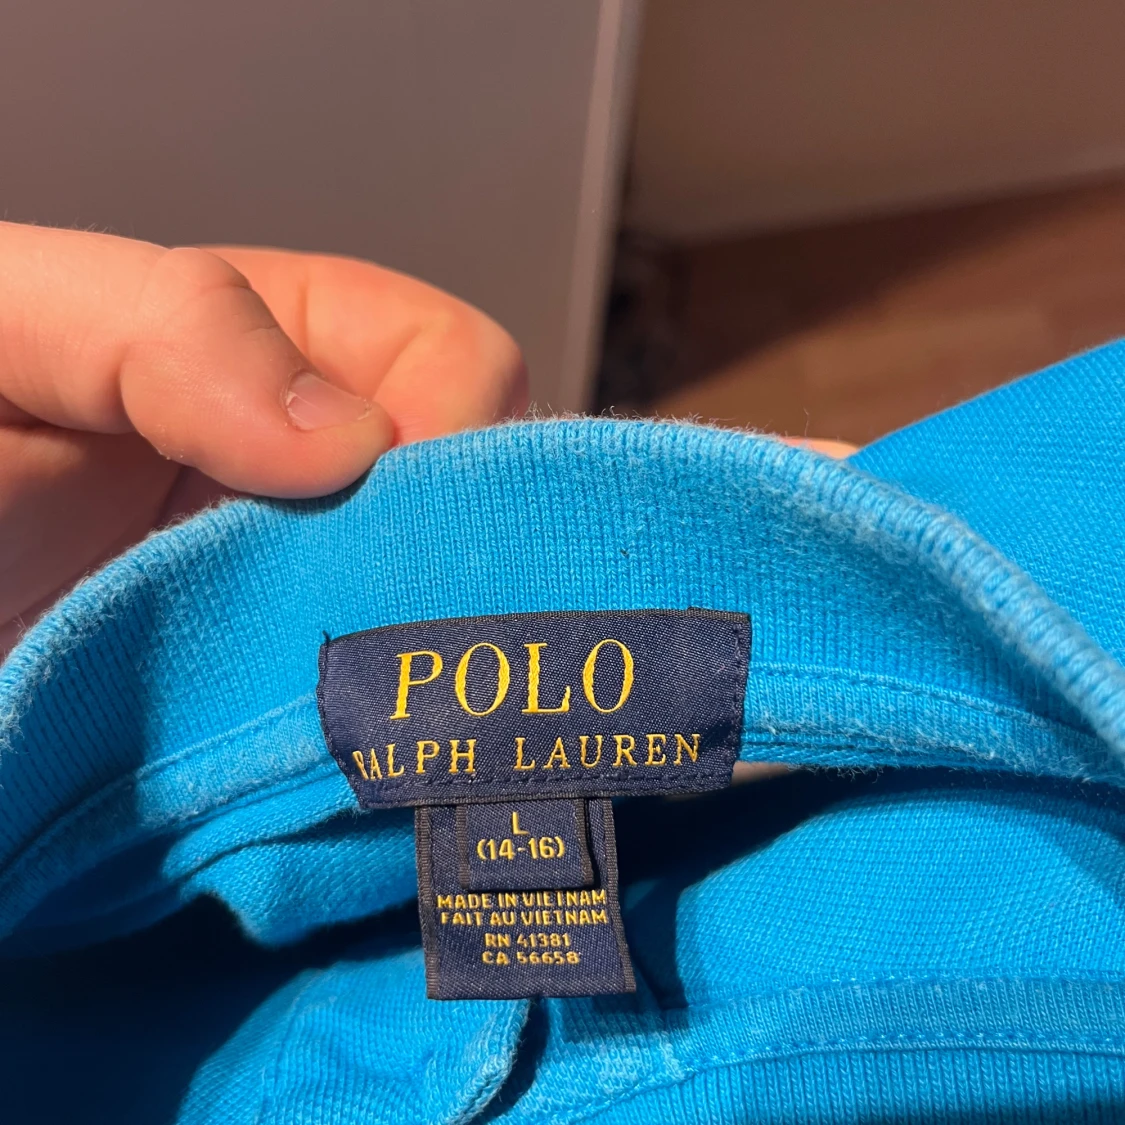 POLO
RALPH LAUREN
L
(14-16)
MADE IN VIETNAM
FAIT AU VIETNAM
RN 41381
CA 56658